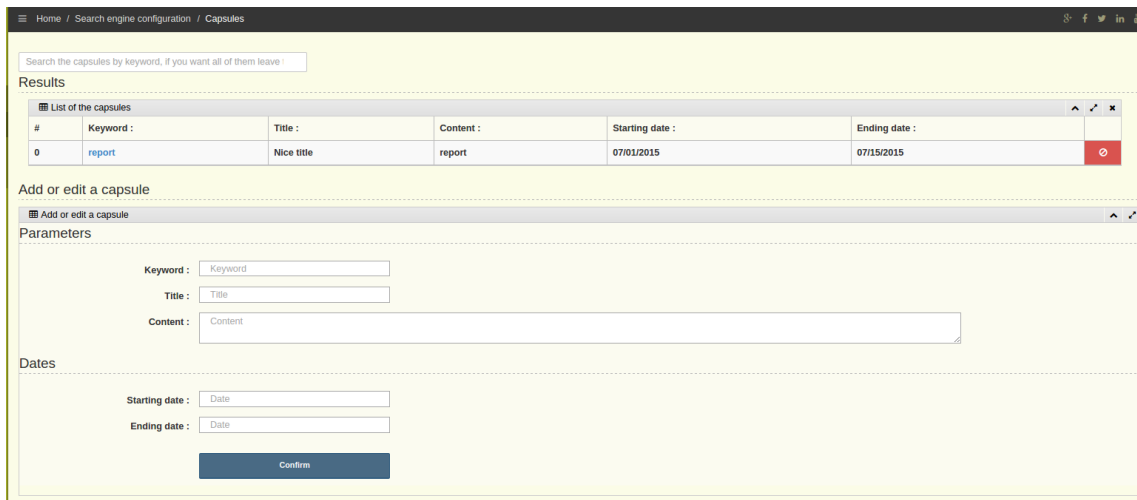 Home / Search engine configuration / Capsules
Search the capsules by keyword, if you want all of them leave
Results
List of the capsules
# Keyword : Title : Content : Starting date : Ending date :
0 report Nice title report 07/01/2015 07/15/2015
Add or edit a capsule
Add or edit a capsule
Parameters
Keyword : Keyword
Title : Title
Content : Content
Dates
Starting date : Date
Ending date : Date
Confirm